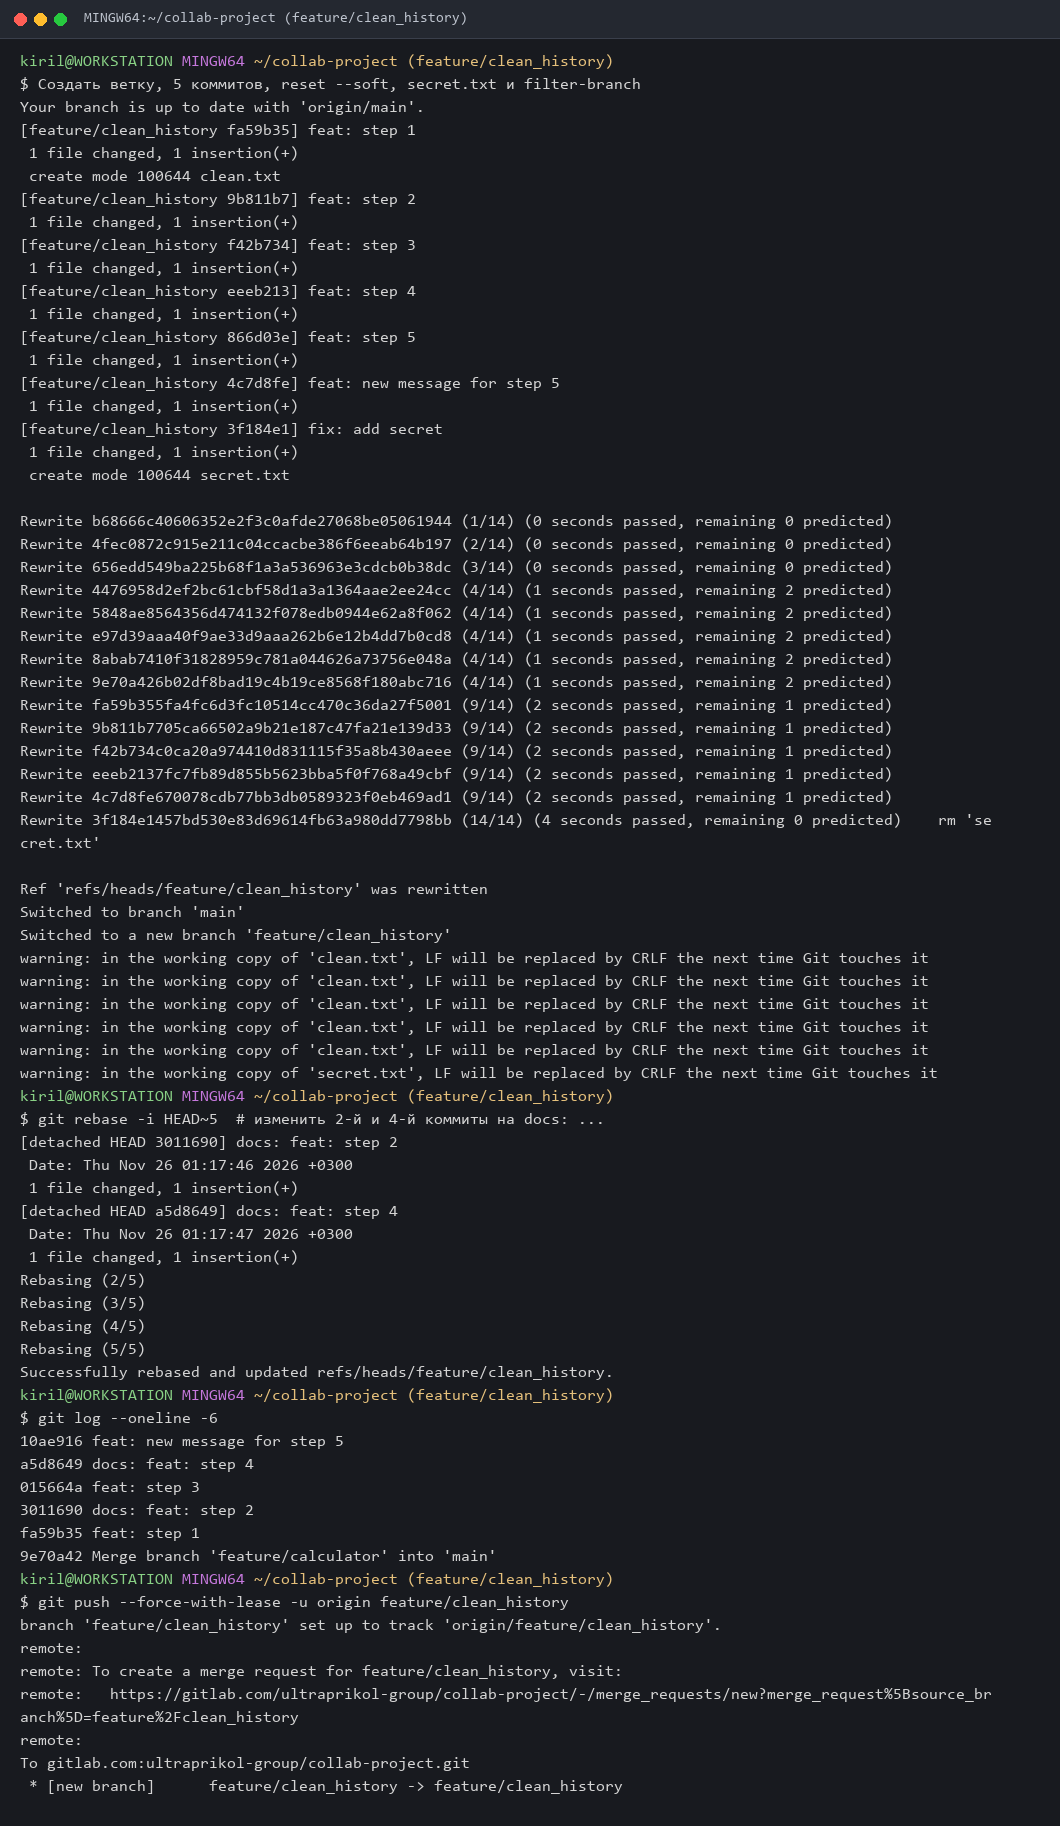 MINGW64:~/collab-project (feature/clean_history)
kiril@WORKSTATION MINGW64 ~/collab-project (feature/clean_history)
$ Создать ветку, 5 коммитов, reset --soft, secret.txt и filter-branch
Your branch is up to date with 'origin/main'.
[feature/clean_history fa59b35] feat: step 1
 1 file changed, 1 insertion(+)
 create mode 100644 clean.txt
[feature/clean_history 9b811b7] feat: step 2
 1 file changed, 1 insertion(+)
[feature/clean_history f42b734] feat: step 3
 1 file changed, 1 insertion(+)
[feature/clean_history eeeb213] feat: step 4
 1 file changed, 1 insertion(+)
[feature/clean_history 866d03e] feat: step 5
 1 file changed, 1 insertion(+)
[feature/clean_history 4c7d8fe] feat: new message for step 5
 1 file changed, 1 insertion(+)
[feature/clean_history 3f184e1] fix: add secret
 1 file changed, 1 insertion(+)
 create mode 100644 secret.txt
Rewrite b68666c40606352e2f3c0afde27068be05061944 (1/14) (0 seconds passed, remaining 0 predicted)
Rewrite 4fec0872c915e211c04ccacbe386f6eeab64b197 (2/14) (0 seconds passed, remaining 0 predicted)
Rewrite 656edd549ba225b68f1a3a536963e3cdcb0b38dc (3/14) (0 seconds passed, remaining 0 predicted)
Rewrite 4476958d2ef2bc61cbf58d1a3a1364aae2ee24cc (4/14) (1 seconds passed, remaining 2 predicted)
Rewrite 5848ae8564356d474132f078edb0944e62a8f062 (4/14) (1 seconds passed, remaining 2 predicted)
Rewrite e97d39aaa40f9ae33d9aaa262b6e12b4dd7b0cd8 (4/14) (1 seconds passed, remaining 2 predicted)
Rewrite 8abab7410f31828959c781a044626a73756e048a (4/14) (1 seconds passed, remaining 2 predicted)
Rewrite 9e70a426b02df8bad19c4b19ce8568f180abc716 (4/14) (1 seconds passed, remaining 2 predicted)
Rewrite fa59b355fa4fc6d3fc10514cc470c36da27f5001 (9/14) (2 seconds passed, remaining 1 predicted)
Rewrite 9b811b7705ca66502a9b21e187c47fa21e139d33 (9/14) (2 seconds passed, remaining 1 predicted)
Rewrite f42b734c0ca20a974410d831115f35a8b430aeee (9/14) (2 seconds passed, remaining 1 predicted)
Rewrite eeeb2137fc7fb89d855b5623bba5f0f768a49cbf (9/14) (2 seconds passed, remaining 1 predicted)
Rewrite 4c7d8fe670078cdb77bb3db0589323f0eb469ad1 (9/14) (2 seconds passed, remaining 1 predicted)
Rewrite 3f184e1457bd530e83d69614fb63a980dd7798bb (14/14) (4 seconds passed, remaining 0 predicted)    rm 'se
cret.txt'
Ref 'refs/heads/feature/clean_history' was rewritten
Switched to branch 'main'
Switched to a new branch 'feature/clean_history'
warning: in the working copy of 'clean.txt', LF will be replaced by CRLF the next time Git touches it
warning: in the working copy of 'clean.txt', LF will be replaced by CRLF the next time Git touches it
warning: in the working copy of 'clean.txt', LF will be replaced by CRLF the next time Git touches it
warning: in the working copy of 'clean.txt', LF will be replaced by CRLF the next time Git touches it
warning: in the working copy of 'clean.txt', LF will be replaced by CRLF the next time Git touches it
warning: in the working copy of 'secret.txt', LF will be replaced by CRLF the next time Git touches it
kiril@WORKSTATION MINGW64 ~/collab-project (feature/clean_history)
$ git rebase -i HEAD~5  # изменить 2-й и 4-й коммиты на docs: ...
[detached HEAD 3011690] docs: feat: step 2
 Date: Thu Nov 26 01:17:46 2026 +0300
 1 file changed, 1 insertion(+)
[detached HEAD a5d8649] docs: feat: step 4
 Date: Thu Nov 26 01:17:47 2026 +0300
 1 file changed, 1 insertion(+)
Rebasing (2/5)
Rebasing (3/5)
Rebasing (4/5)
Rebasing (5/5)
Successfully rebased and updated refs/heads/feature/clean_history.
kiril@WORKSTATION MINGW64 ~/collab-project (feature/clean_history)
$ git log --oneline -6
10ae916 feat: new message for step 5
a5d8649 docs: feat: step 4
015664a feat: step 3
3011690 docs: feat: step 2
fa59b35 feat: step 1
9e70a42 Merge branch 'feature/calculator' into 'main'
kiril@WORKSTATION MINGW64 ~/collab-project (feature/clean_history)
$ git push --force-with-lease -u origin feature/clean_history
branch 'feature/clean_history' set up to track 'origin/feature/clean_history'.
remote:
remote: To create a merge request for feature/clean_history, visit:
remote:   https://gitlab.com/ultraprikol-group/collab-project/-/merge_requests/new?merge_request%5Bsource_br
anch%5D=feature%2Fclean_history
remote:
To gitlab.com:ultraprikol-group/collab-project.git
 * [new branch]      feature/clean_history -> feature/clean_history